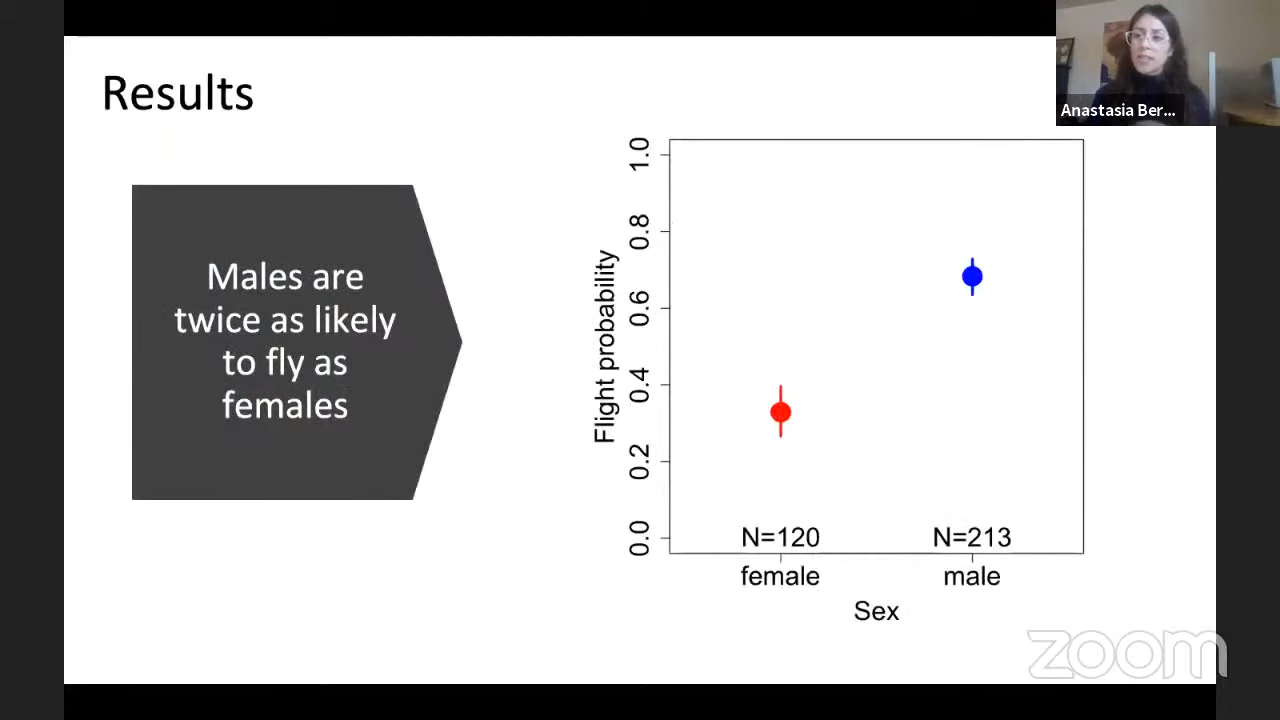 Results
Anastasia Ber...
Males are
twice as likely
to fly as
females
Flight probability
1.0
0.8
0.6
0.4
0.2
0.0
N=120
N=213
female
male
Sex
zoom